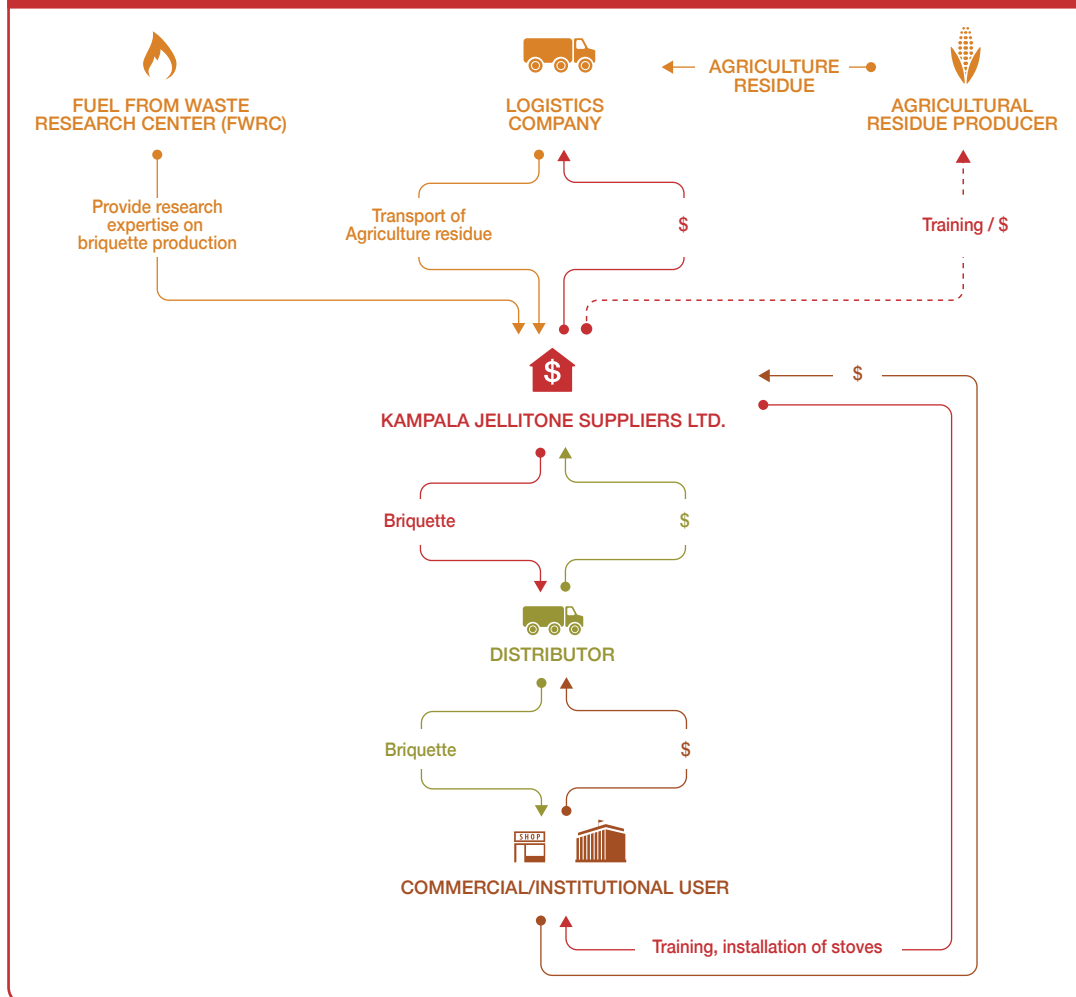 FUEL FROM WASTE
RESEARCH CENTER (FWRC)
LOGISTICS
COMPANY
AGRICULTURE
RESIDUE
AGRICULTURAL
RESIDUE PRODUCER
Provide research
expertise on
briquette production
Transport of
Agriculture residue
$
Training / $
$
KAMPALA JELLITONE SUPPLIERS LTD.
$
Briquette
$
DISTRIBUTOR
Briquette
$
SHOP
COMMERCIAL/INSTITUTIONAL USER
Training, installation of stoves